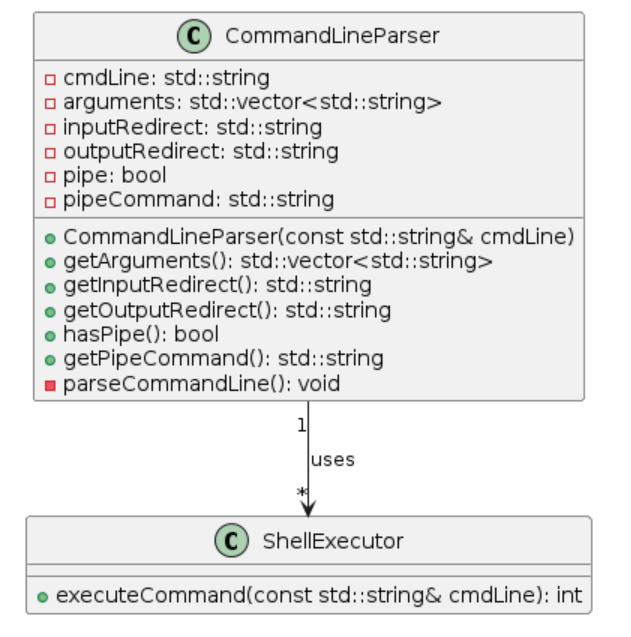 C CommandLineParser
cmdLine: std::string
arguments: std::vector<std::string>
inputRedirect: std::string
outputRedirect: std::string
pipe: bool
pipeCommand: std::string
CommandLineParser(const std::string& cmdLine)
getArguments(): std::vector<std::string>
getInputRedirect(): std::string
getOutputRedirect(): std::string
hasPipe(): bool
getPipeCommand(): std::string
parseCommandLine(): void
1
uses
*
C ShellExecutor
executeCommand(const std::string& cmdLine): int